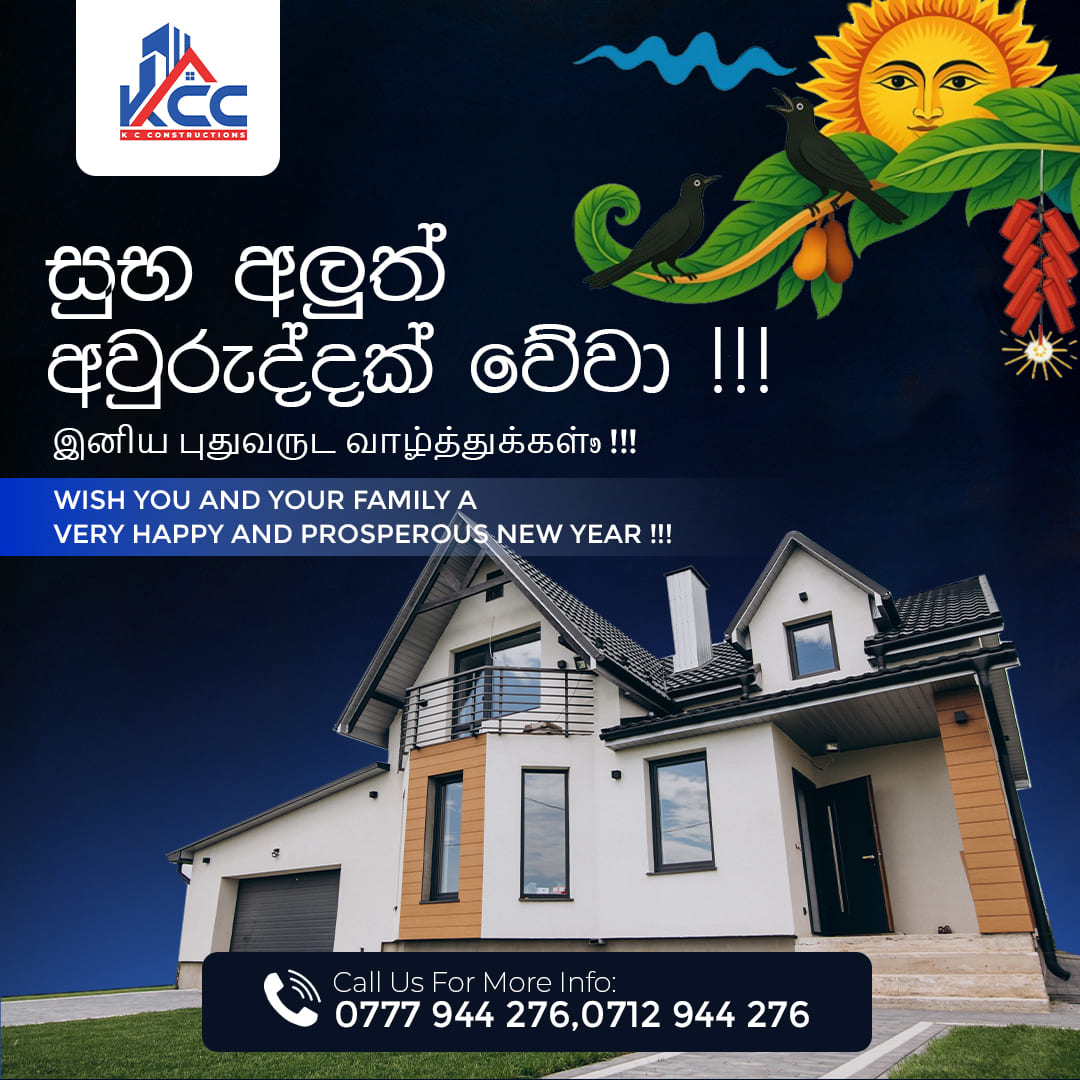 KCC
K C CONSTRUCTIONS
සුභ අලුත්
අවුරුද්දක් වේවා !!!
இனிய புதுவருட வாழ்த்துக்கள் !!!
WISH YOU AND YOUR FAMILY A
VERY HAPPY AND PROSPEROUS NEW YEAR !!!
Call Us For More Info:
0777 944 276,0712 944 276